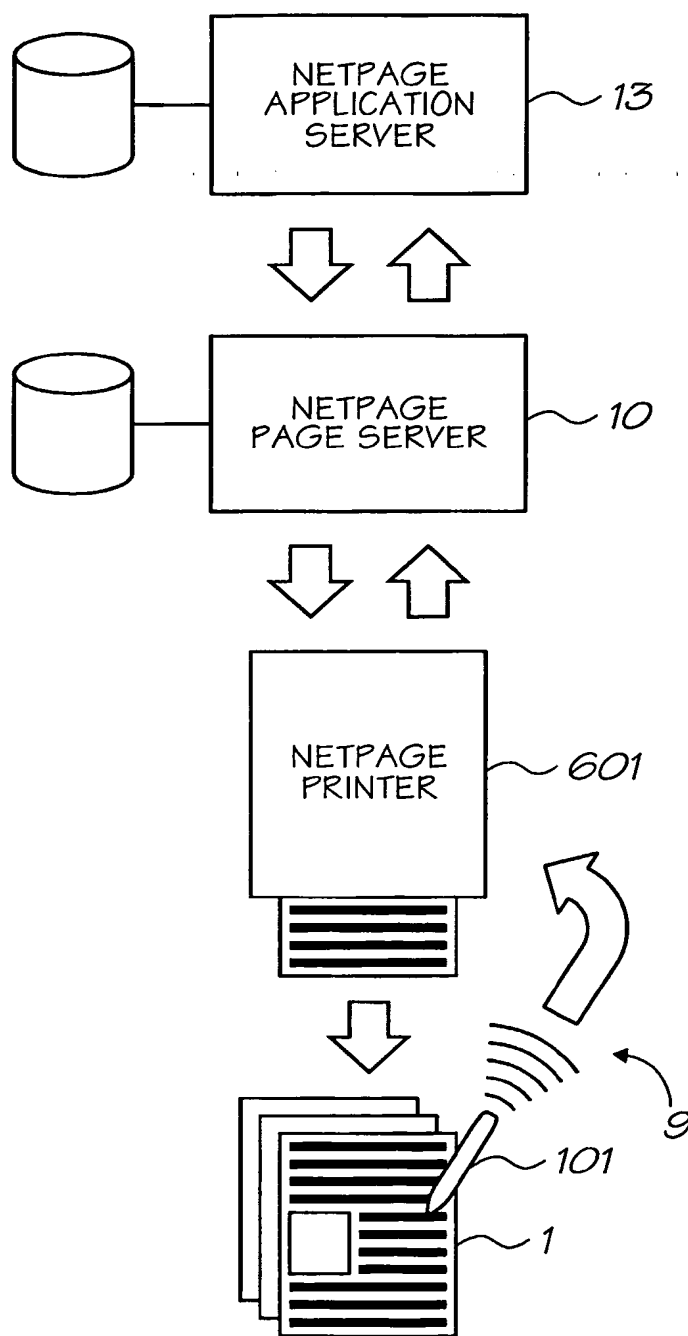 NETPAGE
APPLICATION
SERVER
13
NETPAGE
PAGE SERVER
10
NETPAGE
PRINTER
601
9
101
1